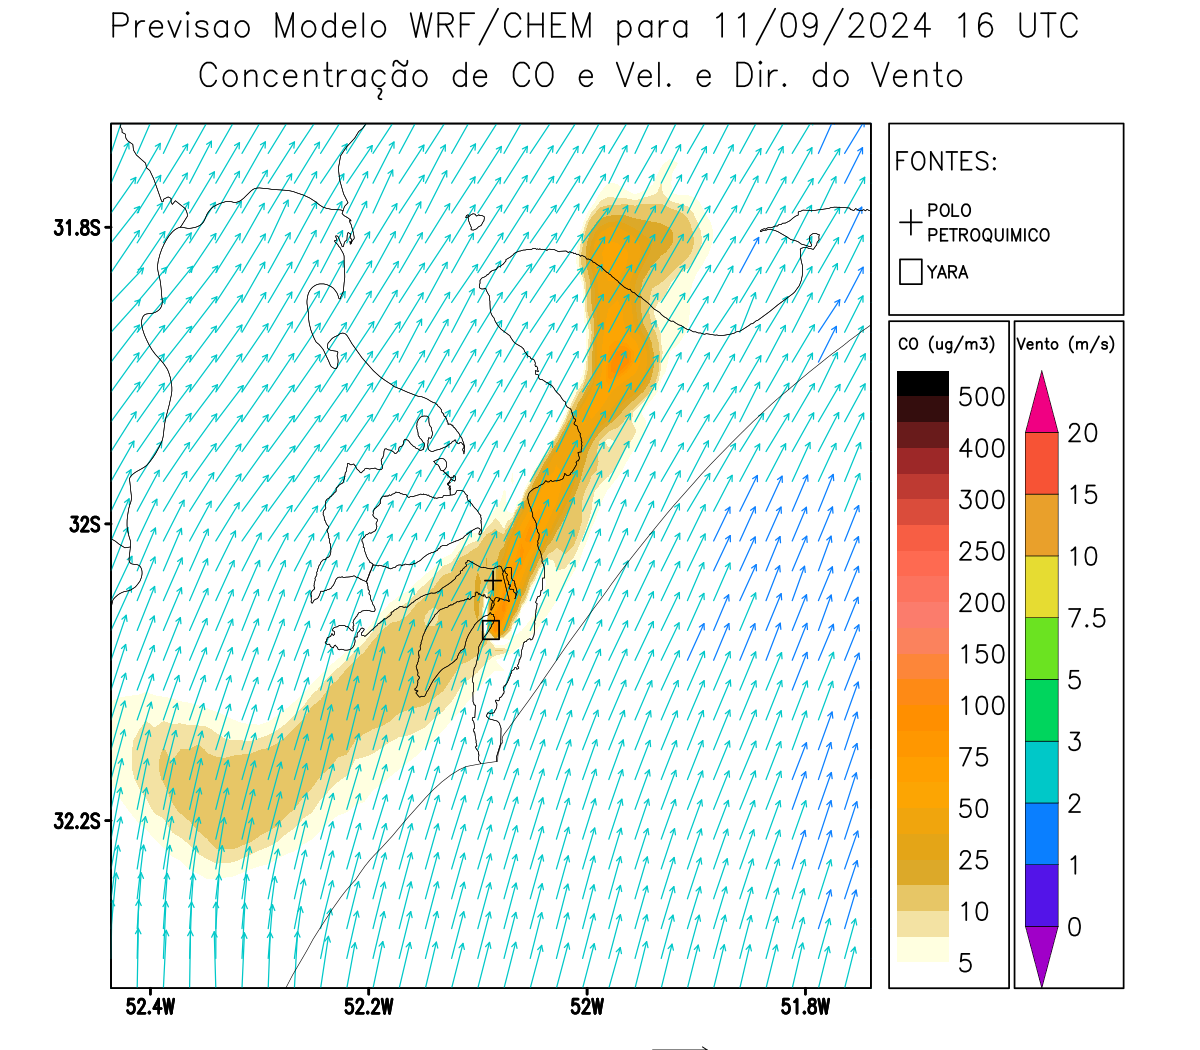 Previsao Modelo WRF/CHEM para 11/09/2024 16 UTC
Concentração de CO e Vel. e Dir. do Vento
FONTES:
POLO
PETROQUIMICO
YARA
CO (ug/m3)
500
400
300
250
200
150
100
75
50
25
10
5
Vento (m/s)
20
15
10
7.5
5
3
2
1
0
31.8S
32S
32.2S
52.4W
52.2W
52W
51.8W